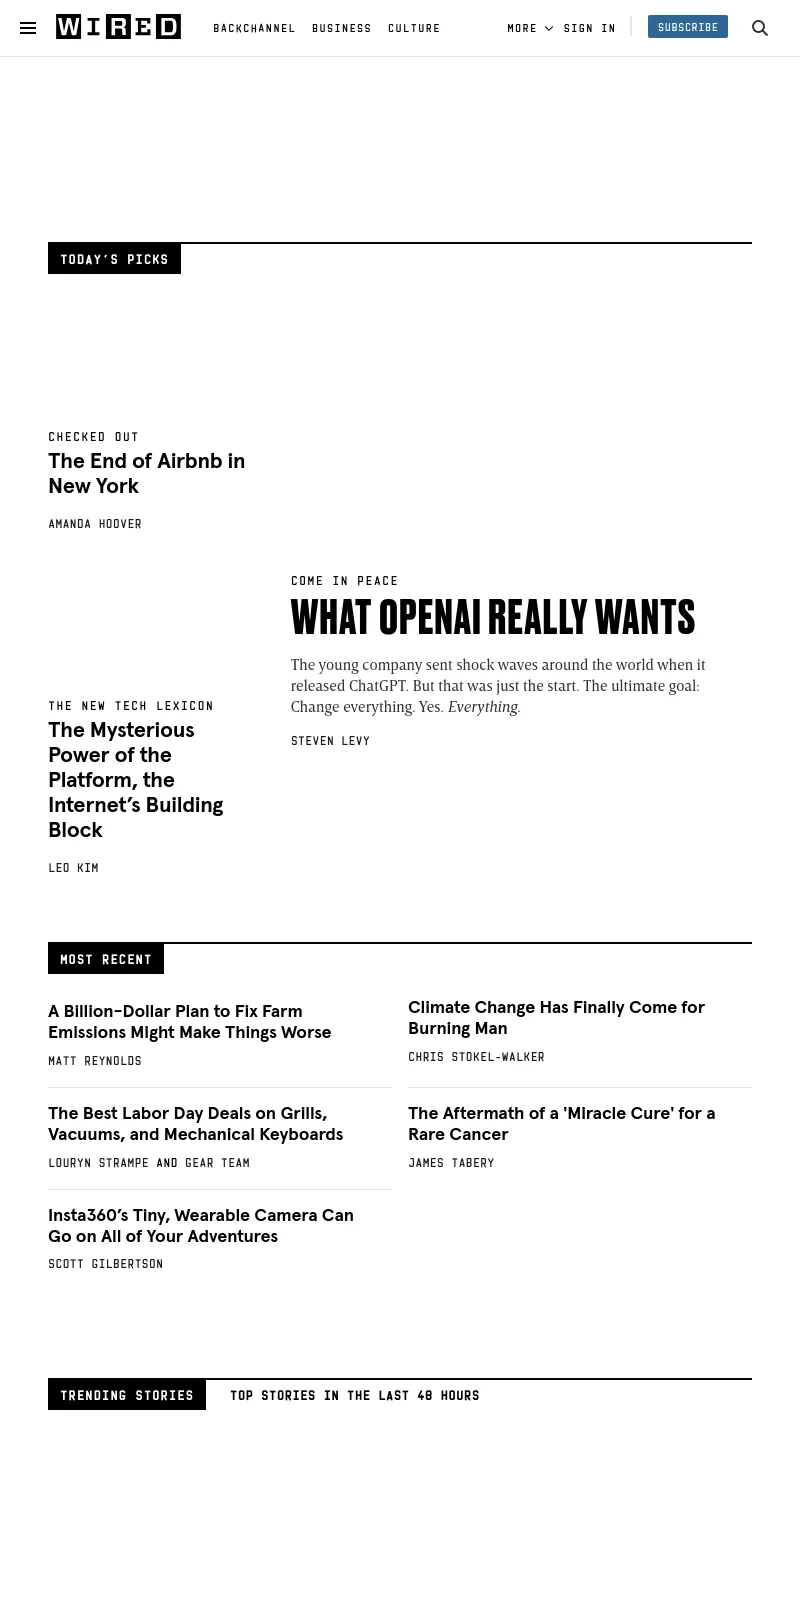 WIRED
BACKCHANNEL BUSINESS CULTURE MORE SIGN IN SUBSCRIBE
TODAY’S PICKS
CHECKED OUT
The End of Airbnb in
New York
AMANDA HOOVER
COME IN PEACE
WHAT OPENAI REALLY WANTS
The young company sent shock waves around the world when it
released ChatGPT. But that was just the start. The ultimate goal:
Change everything. Yes. Everything.
STEVEN LEVY
THE NEW TECH LEXICON
The Mysterious
Power of the
Platform, the
Internet’s Building
Block
LEO KIM
MOST RECENT
A Billion-Dollar Plan to Fix Farm
Emissions Might Make Things Worse
MATT REYNOLDS
Climate Change Has Finally Come for
Burning Man
CHRIS STOKEL-WALKER
The Best Labor Day Deals on Grills,
Vacuums, and Mechanical Keyboards
LOURYN STRAMPE AND GEAR TEAM
The Aftermath of a 'Miracle Cure' for a
Rare Cancer
JAMES TABERY
Insta360’s Tiny, Wearable Camera Can
Go on All of Your Adventures
SCOTT GILBERTSON
TRENDING STORIES TOP STORIES IN THE LAST 48 HOURS